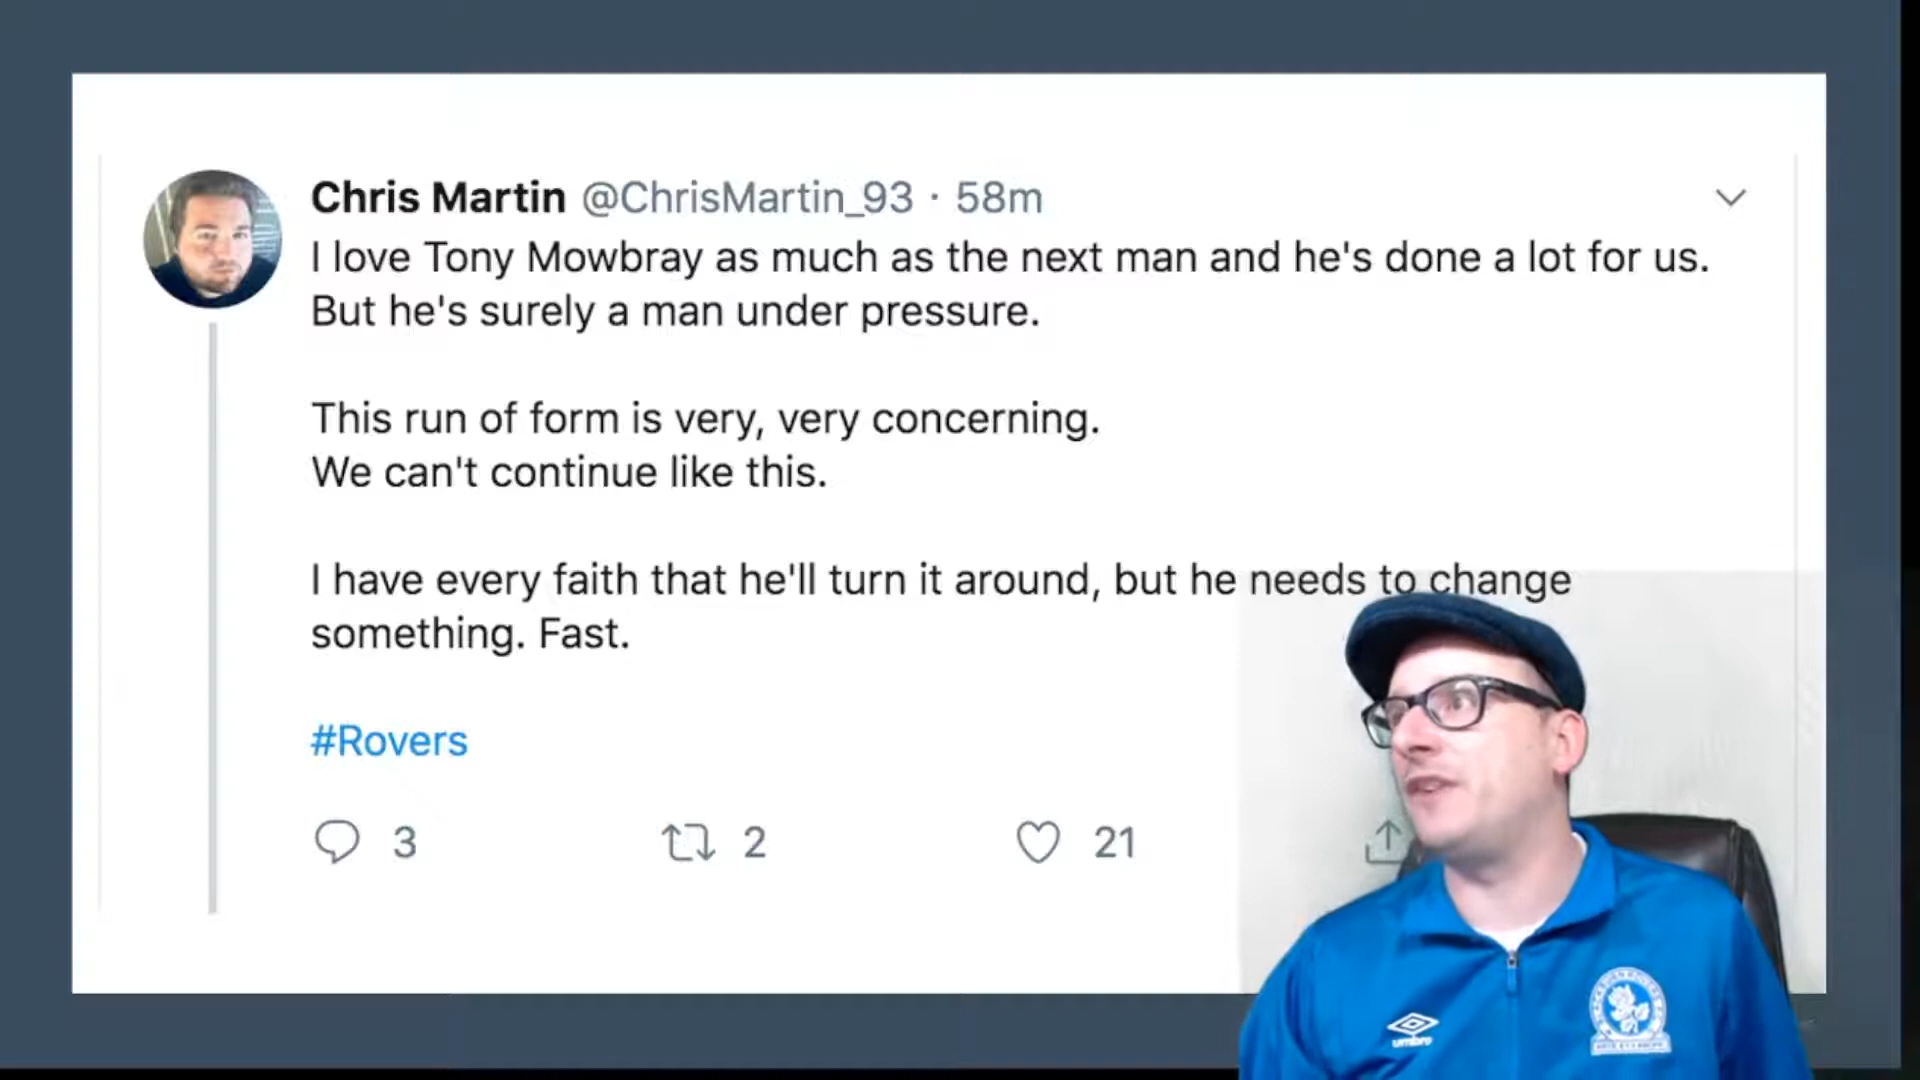 Chris Martin @ChrisMartin_93 · 58m
I love Tony Mowbray as much as the next man and he's done a lot for us.
But he's surely a man under pressure.
This run of form is very, very concerning.
We can't continue like this.
I have every faith that he'll turn it around, but he needs to change
something. Fast.
#Rovers
3 2 21
umbro